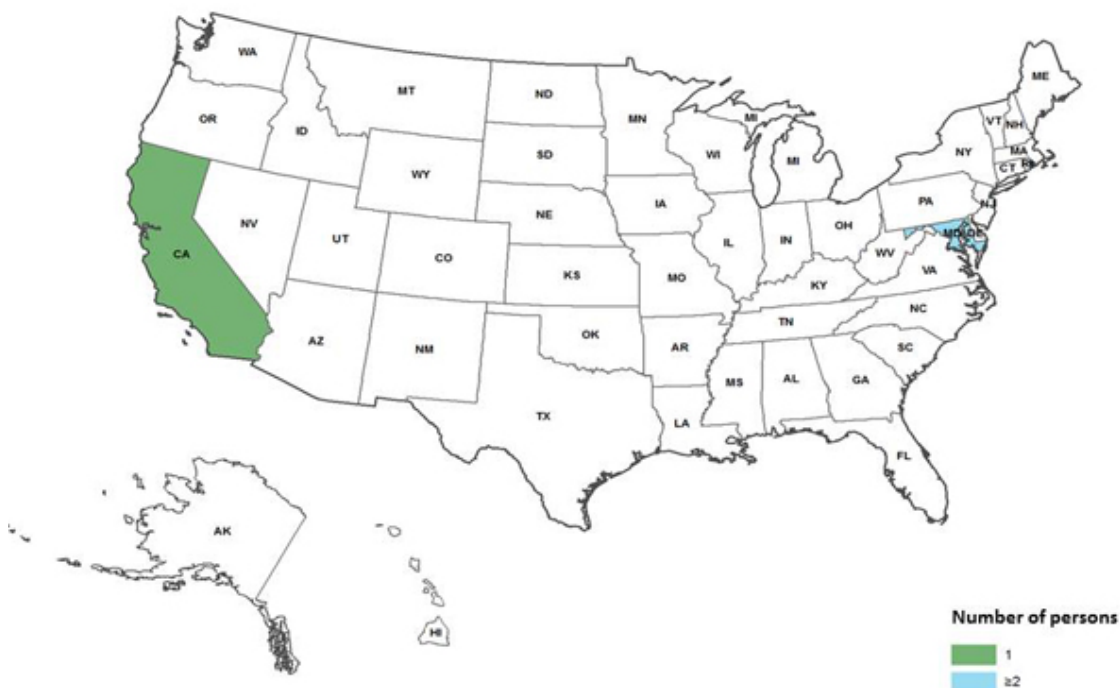 WA
MT
ND
MN
ME
OR
ID
SD
WI
MI
MI
VT
NH
NY
MA
CT
RI
WY
IA
PA
NJ
NV
NE
OH
UT
CO
IL
IN
MD
DE
WV
CA
KS
MO
KY
VA
AZ
NM
OK
TN
NC
AR
SC
MS
AL
GA
TX
LA
FL
AK
HI
Number of persons
1
≥2